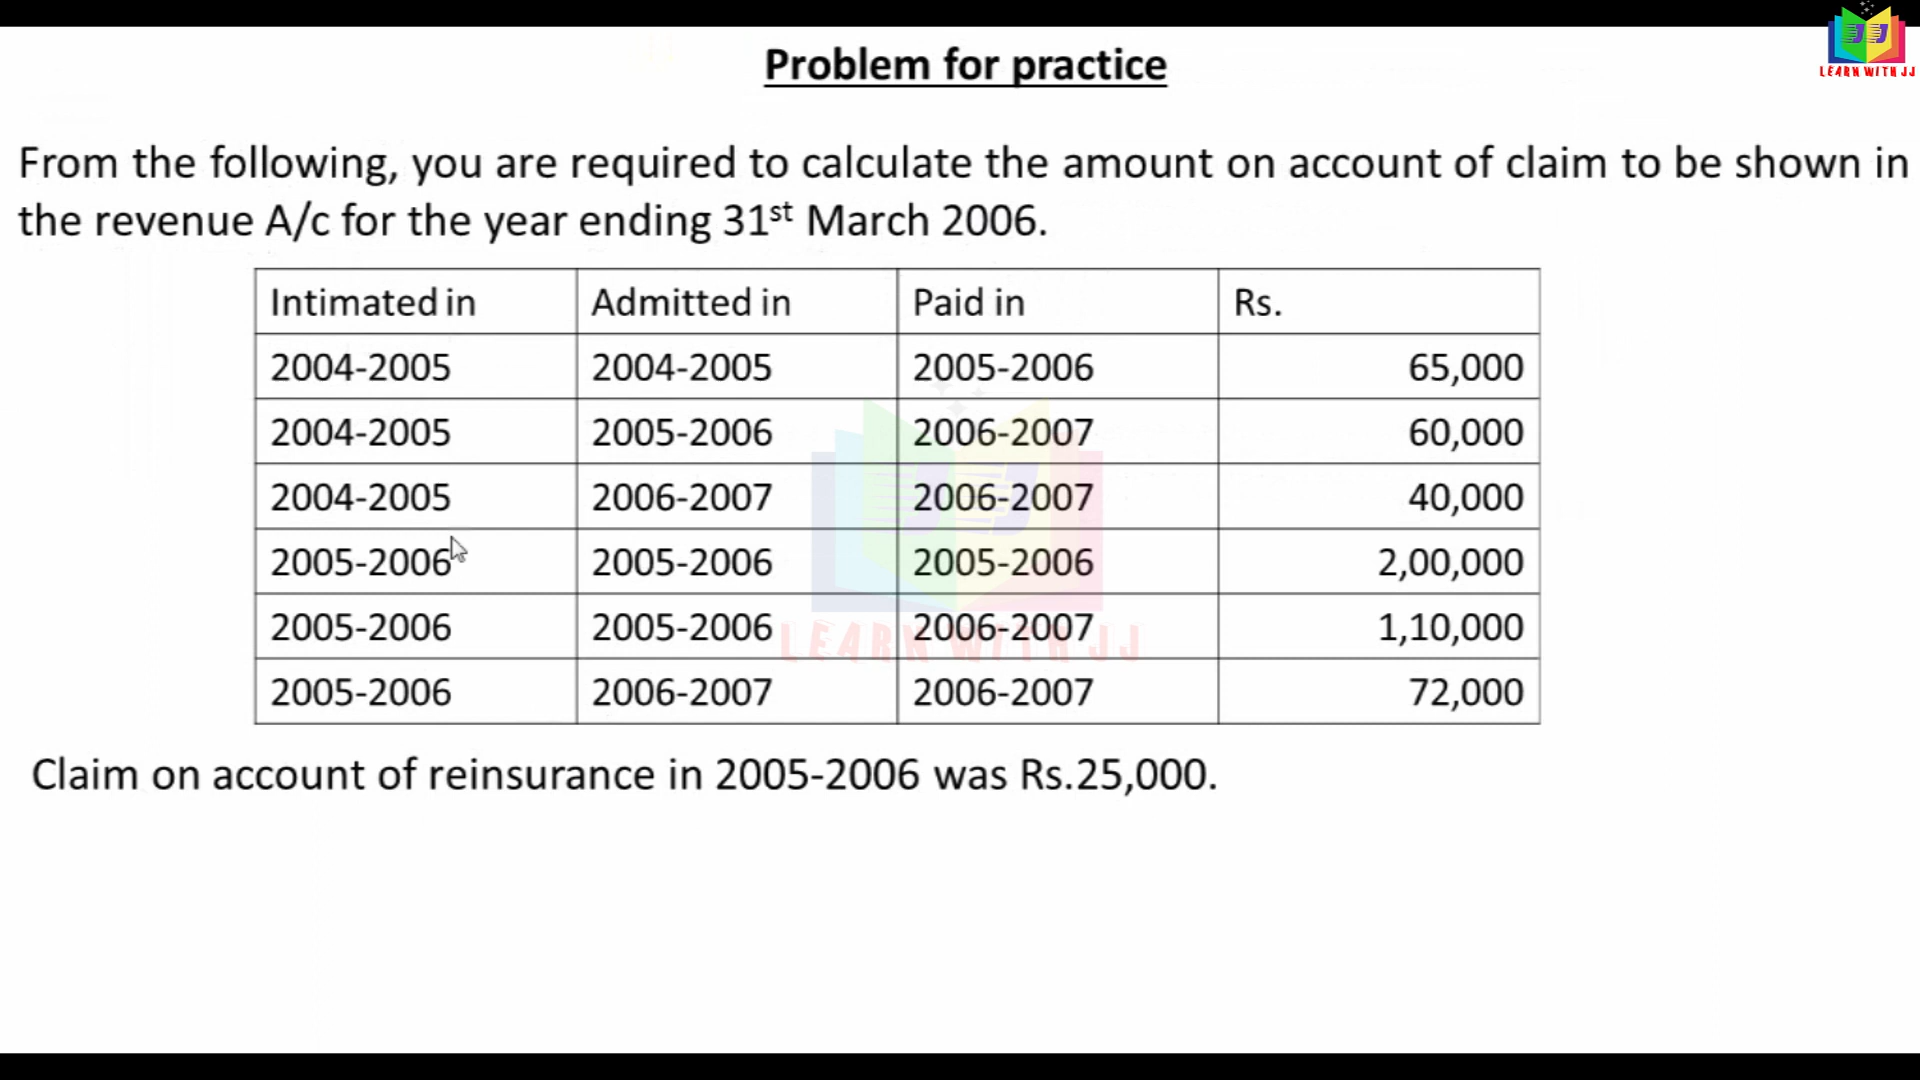 Problem for practice
LEARN WITH JJ
From the following, you are required to calculate the amount on account of claim to be shown in
the revenue A/c for the year ending 31st March 2006.
Intimated in Admitted in Paid in Rs.
2004-2005 2004-2005 2005-2006 65,000
2004-2005 2005-2006 2006-2007 60,000
2004-2005 2006-2007 2006-2007 40,000
2005-2006 2005-2006 2005-2006 2,00,000
2005-2006 2005-2006 2006-2007 1,10,000
LEARN WITH JJ
2005-2006 2006-2007 2006-2007 72,000
Claim on account of reinsurance in 2005-2006 was Rs.25,000.